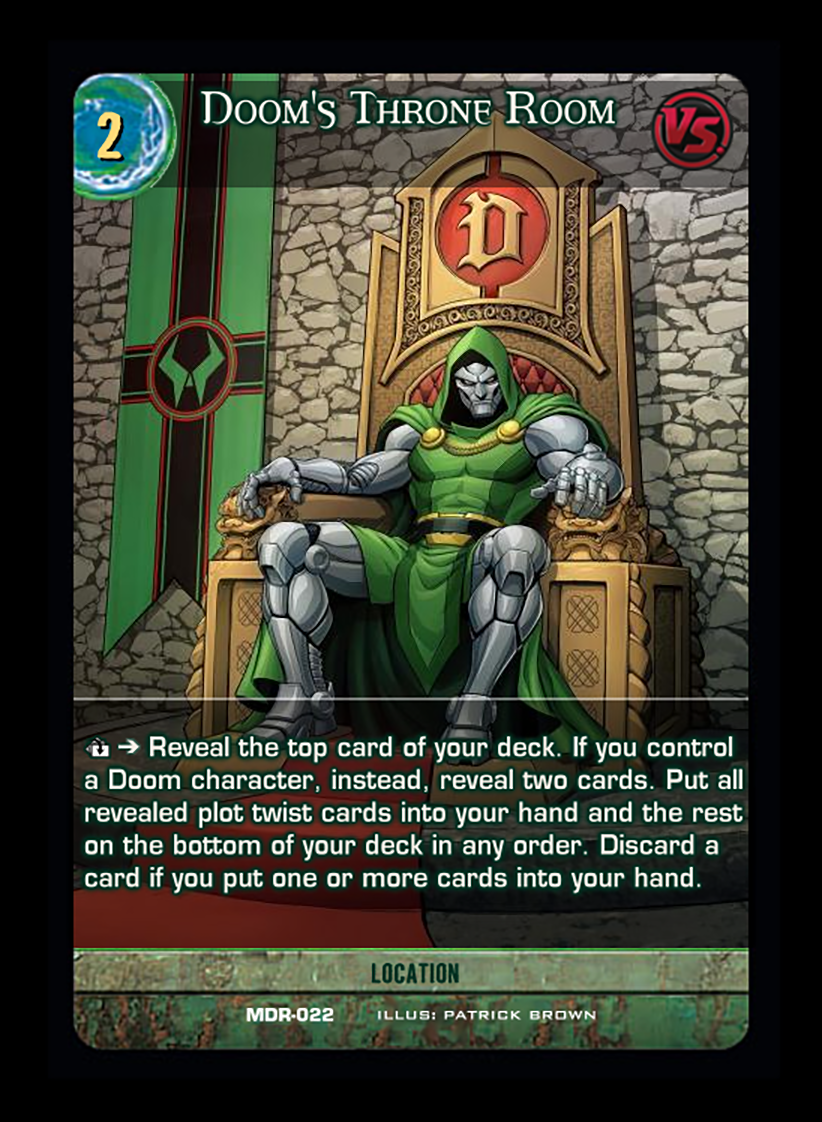 2
DOOM'S THRONE ROOM
VS.
D
→ Reveal the top card of your deck. If you control
a Doom character, instead, reveal two cards. Put all
revealed plot twist cards into your hand and the rest
on the bottom of your deck in any order. Discard a
card if you put one or more cards into your hand.
LOCATION
MDR-022 ILLUS: PATRICK BROWN